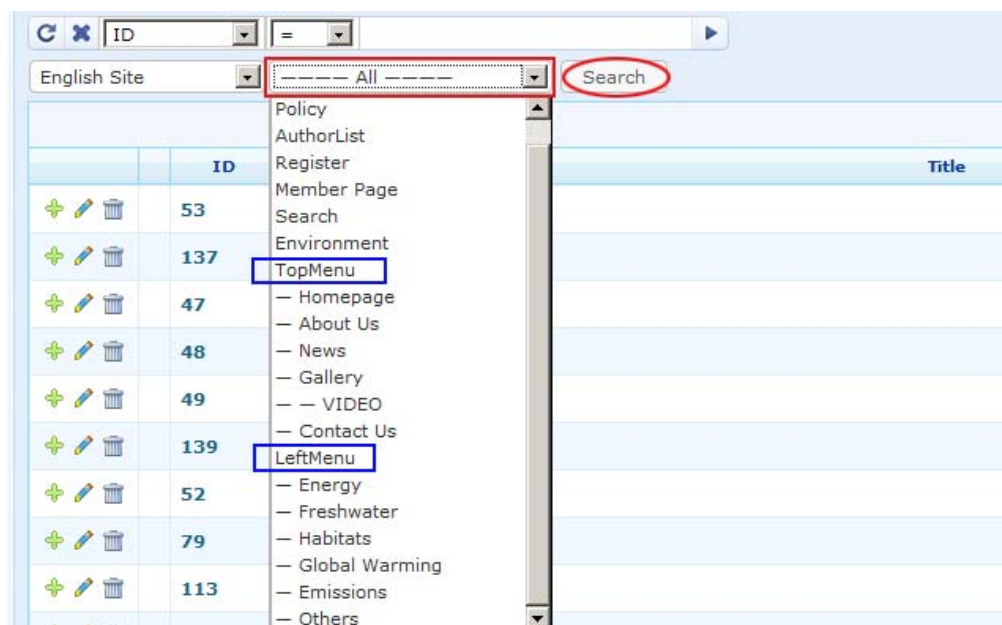 ID =
English Site ———— All ———— Search
Policy
AuthorList
ID Register Title
Member Page
53 Search
Environment
137 TopMenu
— Homepage
47
— About Us
48 — News
— Gallery
49 — — VIDEO
— Contact Us
139 LeftMenu
— Energy
52
— Freshwater
79 — Habitats
— Global Warming
113 — Emissions
— Others